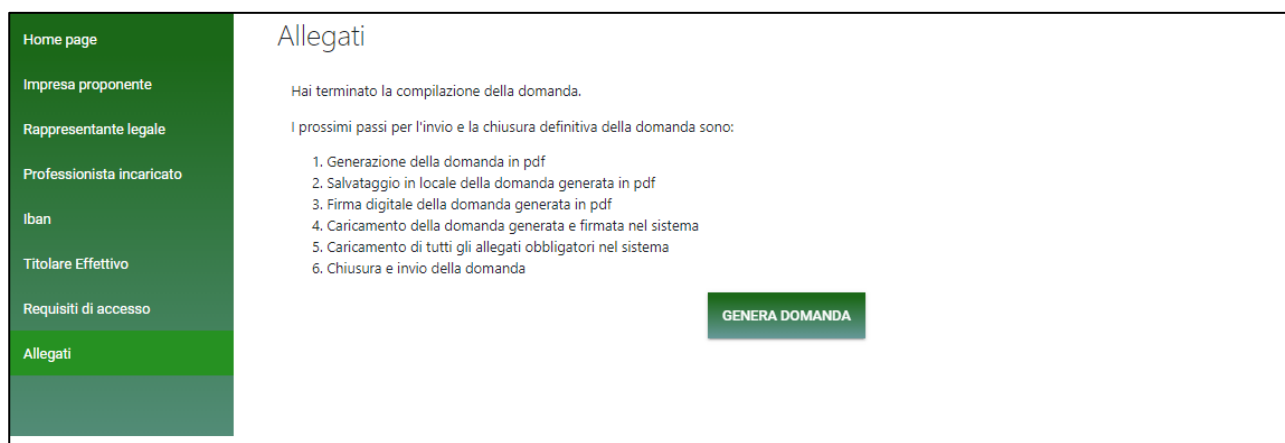 Home page
Impresa proponente
Rappresentante legale
Professionista incaricato
Iban
Titolare Effettivo
Requisiti di accesso
Allegati
Allegati
Hai terminato la compilazione della domanda.
I prossimi passi per l'invio e la chiusura definitiva della domanda sono:
1. Generazione della domanda in pdf
2. Salvataggio in locale della domanda generata in pdf
3. Firma digitale della domanda generata in pdf
4. Caricamento della domanda generata e firmata nel sistema
5. Caricamento di tutti gli allegati obbligatori nel sistema
6. Chiusura e invio della domanda
GENERA DOMANDA